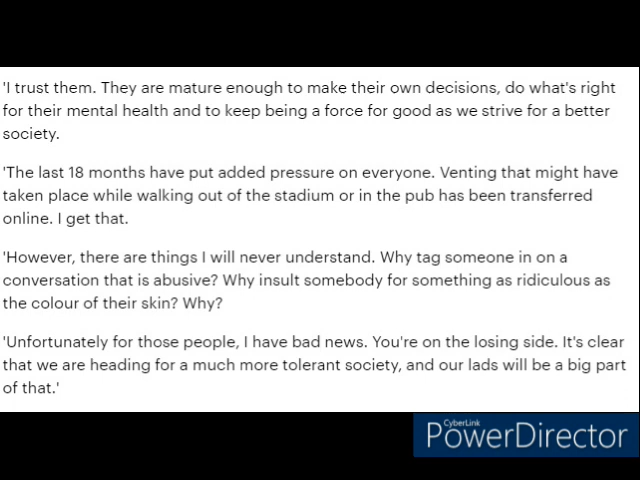 'I trust them. They are mature enough to make their own decisions, do what's right
for their mental health and to keep being a force for good as we strive for a better
society.
'The last 18 months have put added pressure on everyone. Venting that might have
taken place while walking out of the stadium or in the pub has been transferred
online. I get that.
'However, there are things I will never understand. Why tag someone in on a
conversation that is abusive? Why insult somebody for something as ridiculous as
the colour of their skin? Why?
'Unfortunately for those people, I have bad news. You're on the losing side. It's clear
that we are heading for a much more tolerant society, and our lads will be a big part
of that.'
CyberLink
PowerDirector